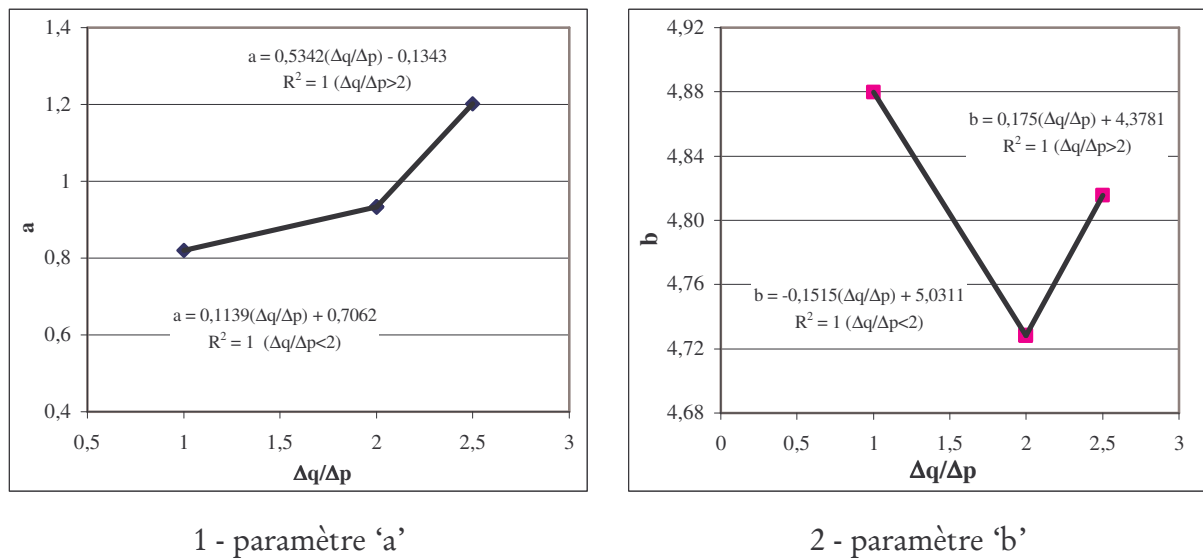 1,4
1,2
1
0,8
0,6
0,4
a
a = 0,5342(Δq/Δp) - 0,1343
R² = 1 (Δq/Δp>2)
a = 0,1139(Δq/Δp) + 0,7062
R² = 1 (Δq/Δp<2)
0,5 1 1,5 2 2,5 3
Δq/Δp
4,92
4,88
4,84
4,80
4,76
4,72
4,68
b
b = 0,175(Δq/Δp) + 4,3781
R² = 1 (Δq/Δp>2)
b = -0,1515(Δq/Δp) + 5,0311
R² = 1 (Δq/Δp<2)
0 0,5 1 1,5 2 2,5 3
Δq/Δp
1 - paramètre ‘a’
2 - paramètre ‘b’